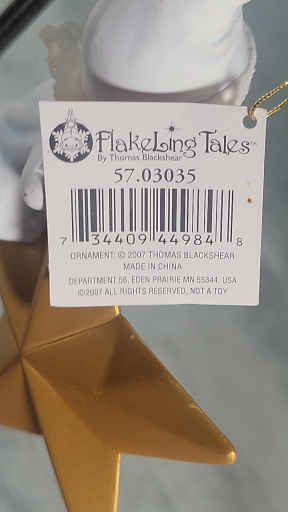 FlakeLing Tales™
By Thomas Blackshear
57.03035
7 34409 44984 8
ORNAMENT: © 2007 THOMAS BLACKSHEAR
MADE IN CHINA
DEPARTMENT 56, EDEN PRAIRIE MN 55344, USA
©2007 ALL RIGHTS RESERVED, NOT A TOY